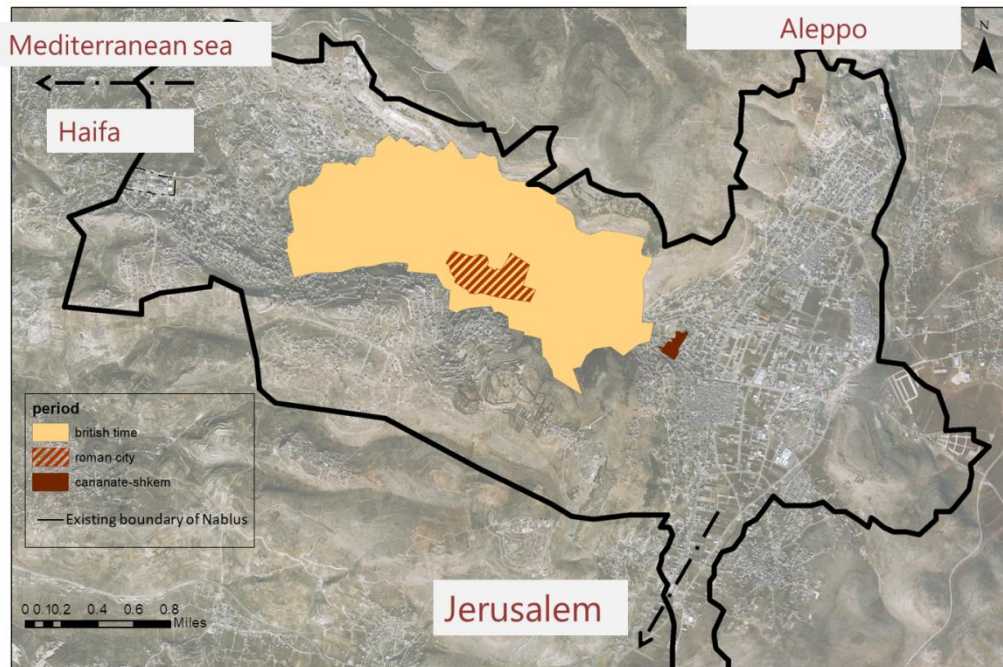 Mediterranean sea
Aleppo
N
Haifa
period
british time
roman city
cananate-shkem
Existing boundary of Nablus
0 0.10.2 0.4 0.6 0.8
Miles
Jerusalem